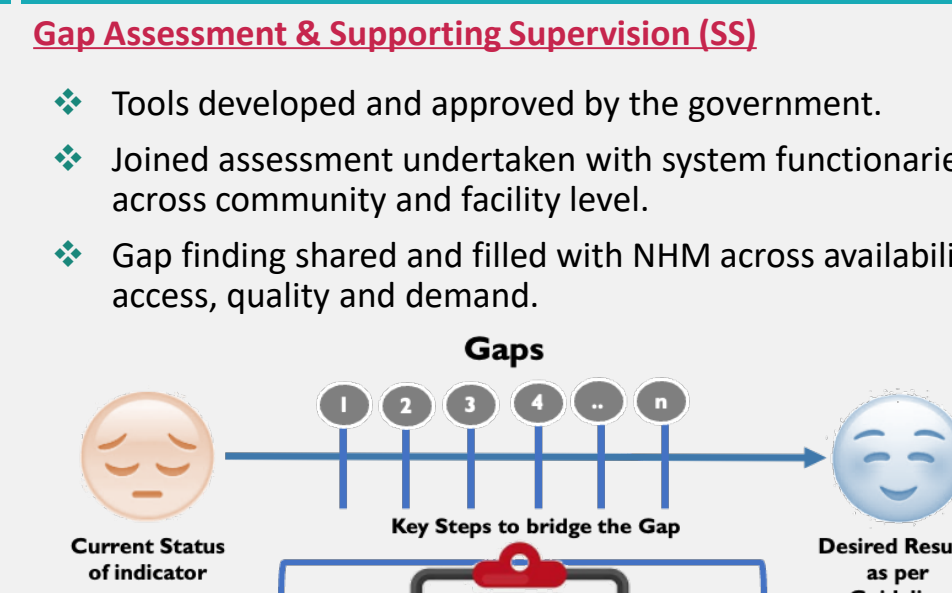 Gap Assessment & Supporting Supervision (SS)
Tools developed and approved by the government.
Joined assessment undertaken with system functionarie
across community and facility level.
Gap finding shared and filled with NHM across availabili
access, quality and demand.
Gaps
1 2 3 4 .. n
Key Steps to bridge the Gap
Current Status
of indicator
Desired Resu
as per